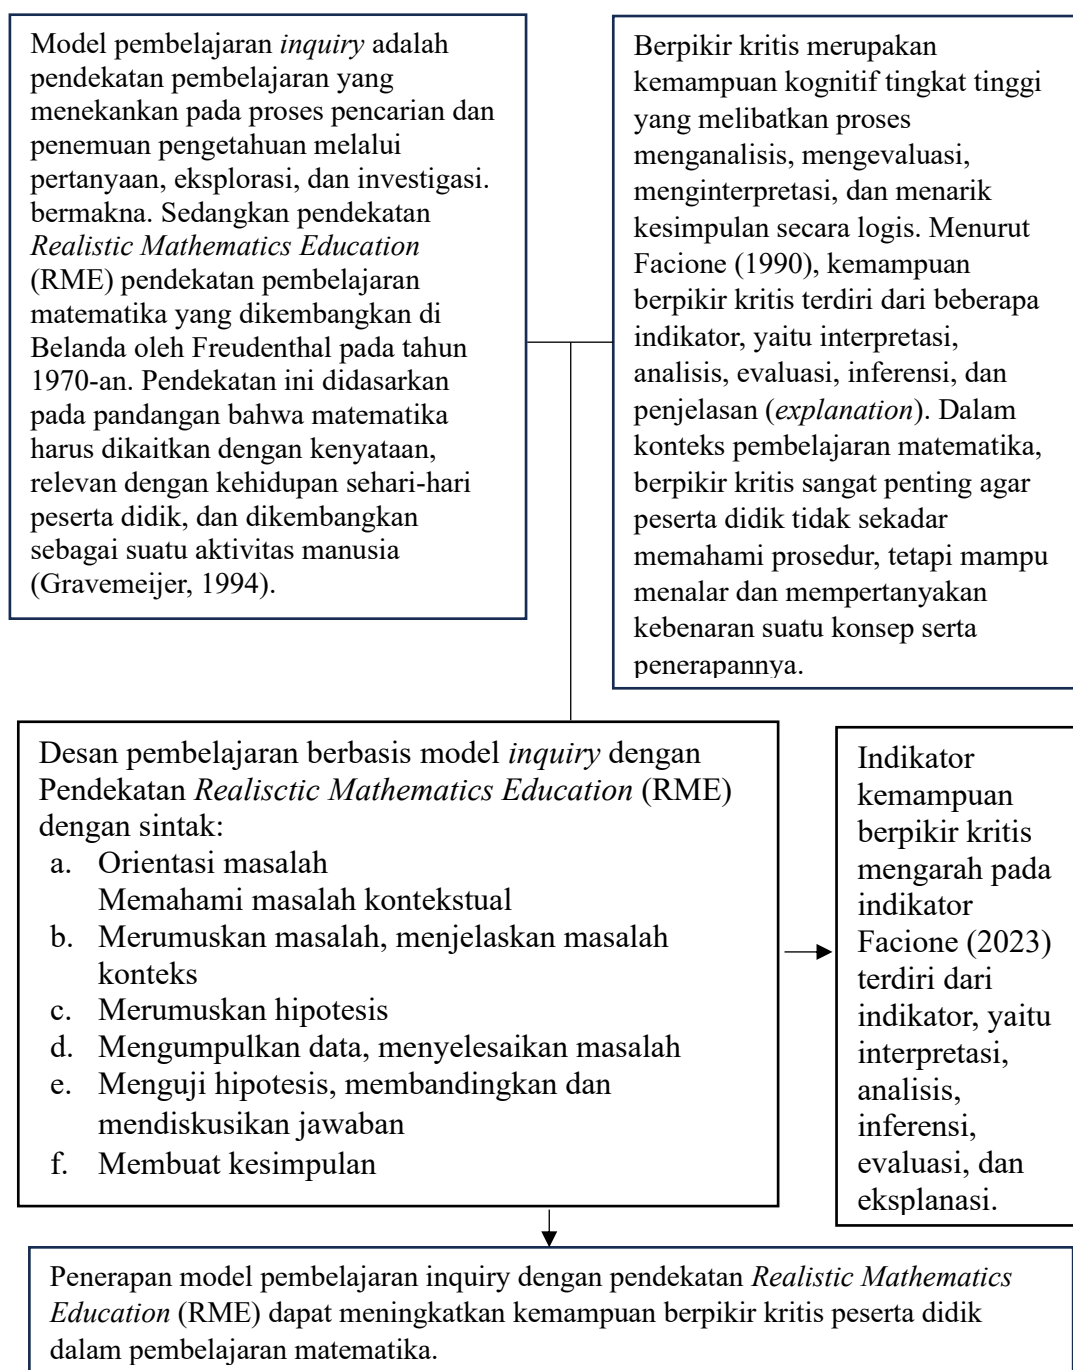 Model pembelajaran inquiry adalah
pendekatan pembelajaran yang
menekankan pada proses pencarian dan
penemuan pengetahuan melalui
pertanyaan, eksplorasi, dan investigasi.
bermakna. Sedangkan pendekatan
Realistic Mathematics Education
(RME) pendekatan pembelajaran
matematika yang dikembangkan di
Belanda oleh Freudenthal pada tahun
1970-an. Pendekatan ini didasarkan
pada pandangan bahwa matematika
harus dikaitkan dengan kenyataan,
relevan dengan kehidupan sehari-hari
peserta didik, dan dikembangkan
sebagai suatu aktivitas manusia
(Gravemeijer, 1994).
Berpikir kritis merupakan
kemampuan kognitif tingkat tinggi
yang melibatkan proses
menganalisis, mengevaluasi,
menginterpretasi, dan menarik
kesimpulan secara logis. Menurut
Facione (1990), kemampuan
berpikir kritis terdiri dari beberapa
indikator, yaitu interpretasi,
analisis, evaluasi, inferensi, dan
penjelasan (explanation). Dalam
konteks pembelajaran matematika,
berpikir kritis sangat penting agar
peserta didik tidak sekadar
memahami prosedur, tetapi mampu
menalar dan mempertanyakan
kebenaran suatu konsep serta
penerapannya.
Desan pembelajaran berbasis model inquiry dengan
Pendekatan Realisctic Mathematics Education (RME)
dengan sintak:
a. Orientasi masalah
Memahami masalah kontekstual
b. Merumuskan masalah, menjelaskan masalah
konteks
c. Merumuskan hipotesis
d. Mengumpulkan data, menyelesaikan masalah
e. Menguji hipotesis, membandingkan dan
mendiskusikan jawaban
f. Membuat kesimpulan
Indikator
kemampuan
berpikir kritis
mengarah pada
indikator
Facione (2023)
terdiri dari
indikator, yaitu
interpretasi,
analisis,
inferensi,
evaluasi, dan
eksplanasi.
Penerapan model pembelajaran inquiry dengan pendekatan Realistic Mathematics
Education (RME) dapat meningkatkan kemampuan berpikir kritis peserta didik
dalam pembelajaran matematika.